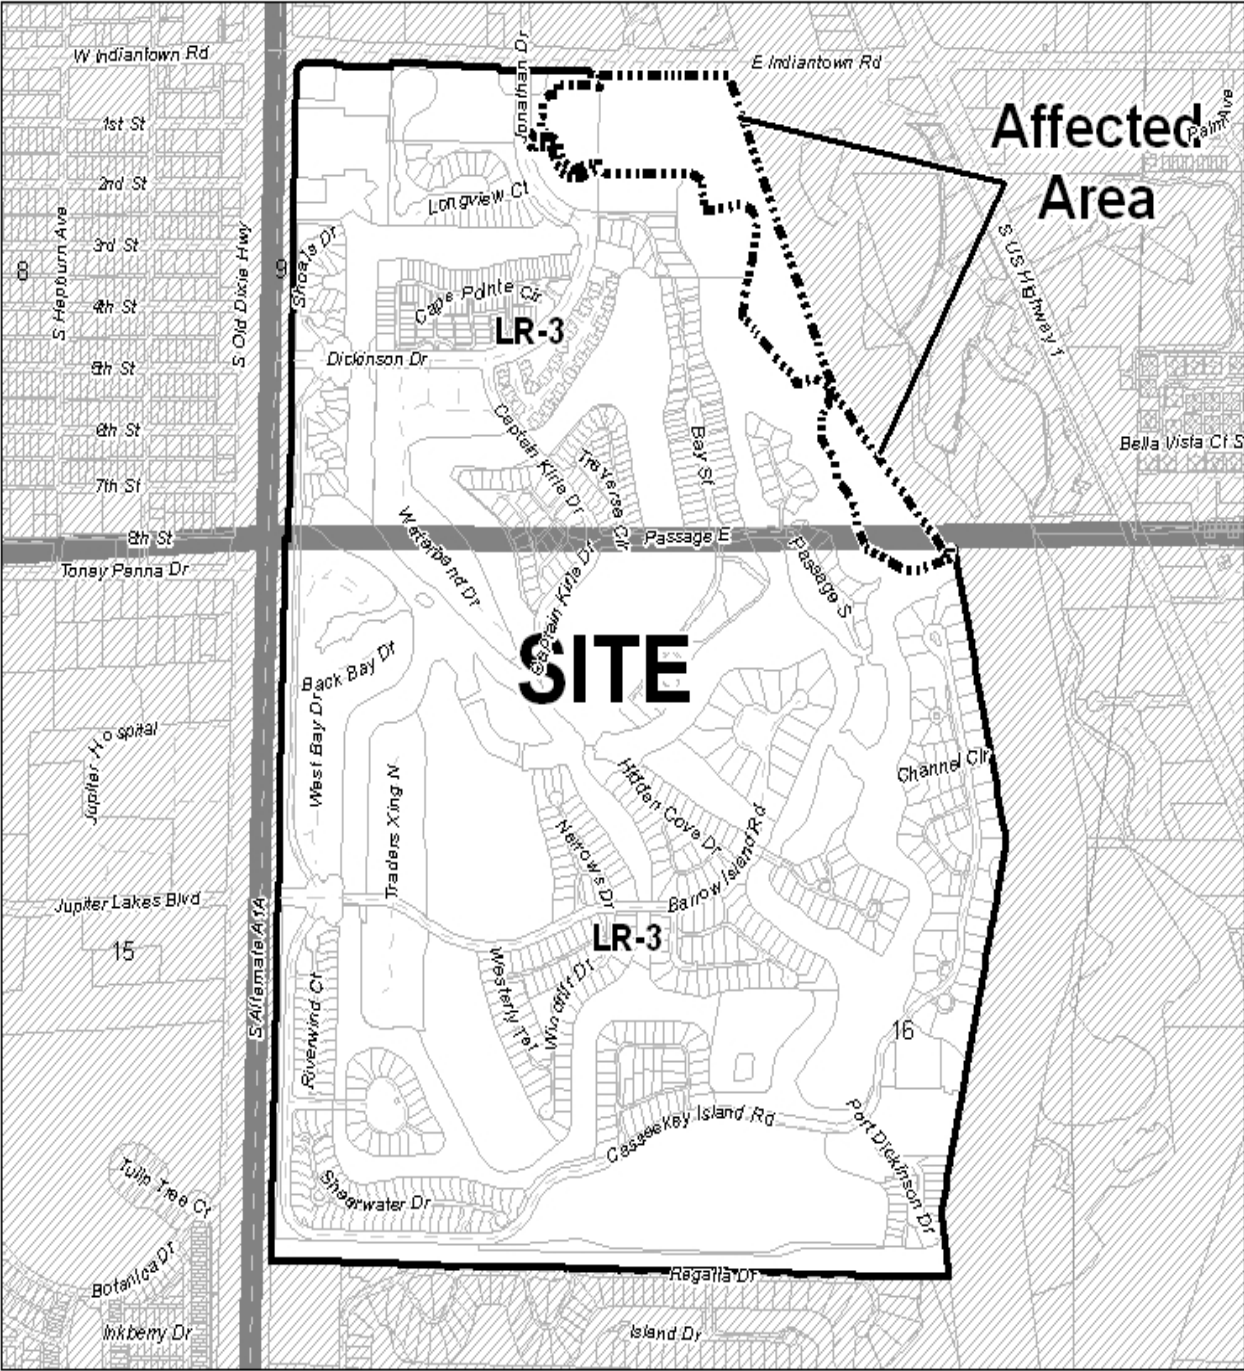 W Indiantown Rd
E Indiantown Rd
Jonathan Dr
Affected
Area
Palm Ave
1st St
2nd St
3rd St
4th St
5th St
6th St
7th St
8th St
S Hepburn Ave
8
S Old Dixie Hwy
9
Shoals Dr
Longview Ct
Cape Pointe Cir
LR-3
Dickinson Dr
S US Highway 1
Bella Vista Ct S
Captain Kirle Dr
Traverse Cir
Bay St
Waterbend Dr
Passage E
Passage S
Captain Kirle Dr
Toney Penna Dr
SITE
Back Bay Dr
West Bay Dr
Jupiter Hospital
Traders Xing N
Channel Cir
Hidden Cove Dr
Narrows Dr
Barrow Island Rd
Jupiter Lakes Blvd
15
S Alternate A1A
LR-3
Westerly Ter
Windrift Dr
Riverwind Ct
16
Casseekey Island Rd
Port Dickinson Dr
Shearwater Dr
Tulip Tree Ct
Botanica Dr
Inkberry Dr
Regatta Dr
Island Dr